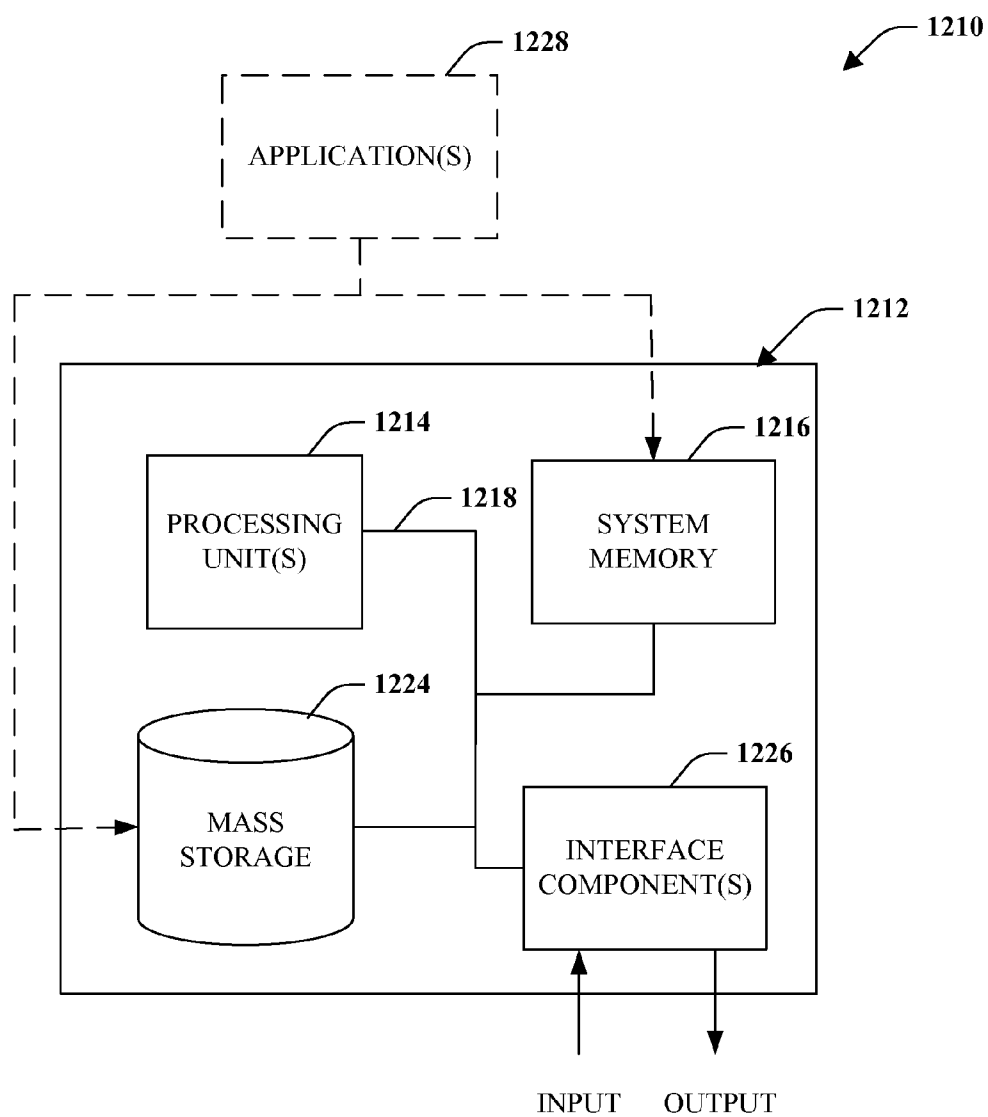 1210
1228
APPLICATION(S)
1212
1214
1216
1218
PROCESSING
UNIT(S)
SYSTEM
MEMORY
1224
1226
MASS
STORAGE
INTERFACE
COMPONENT(S)
INPUT
OUTPUT